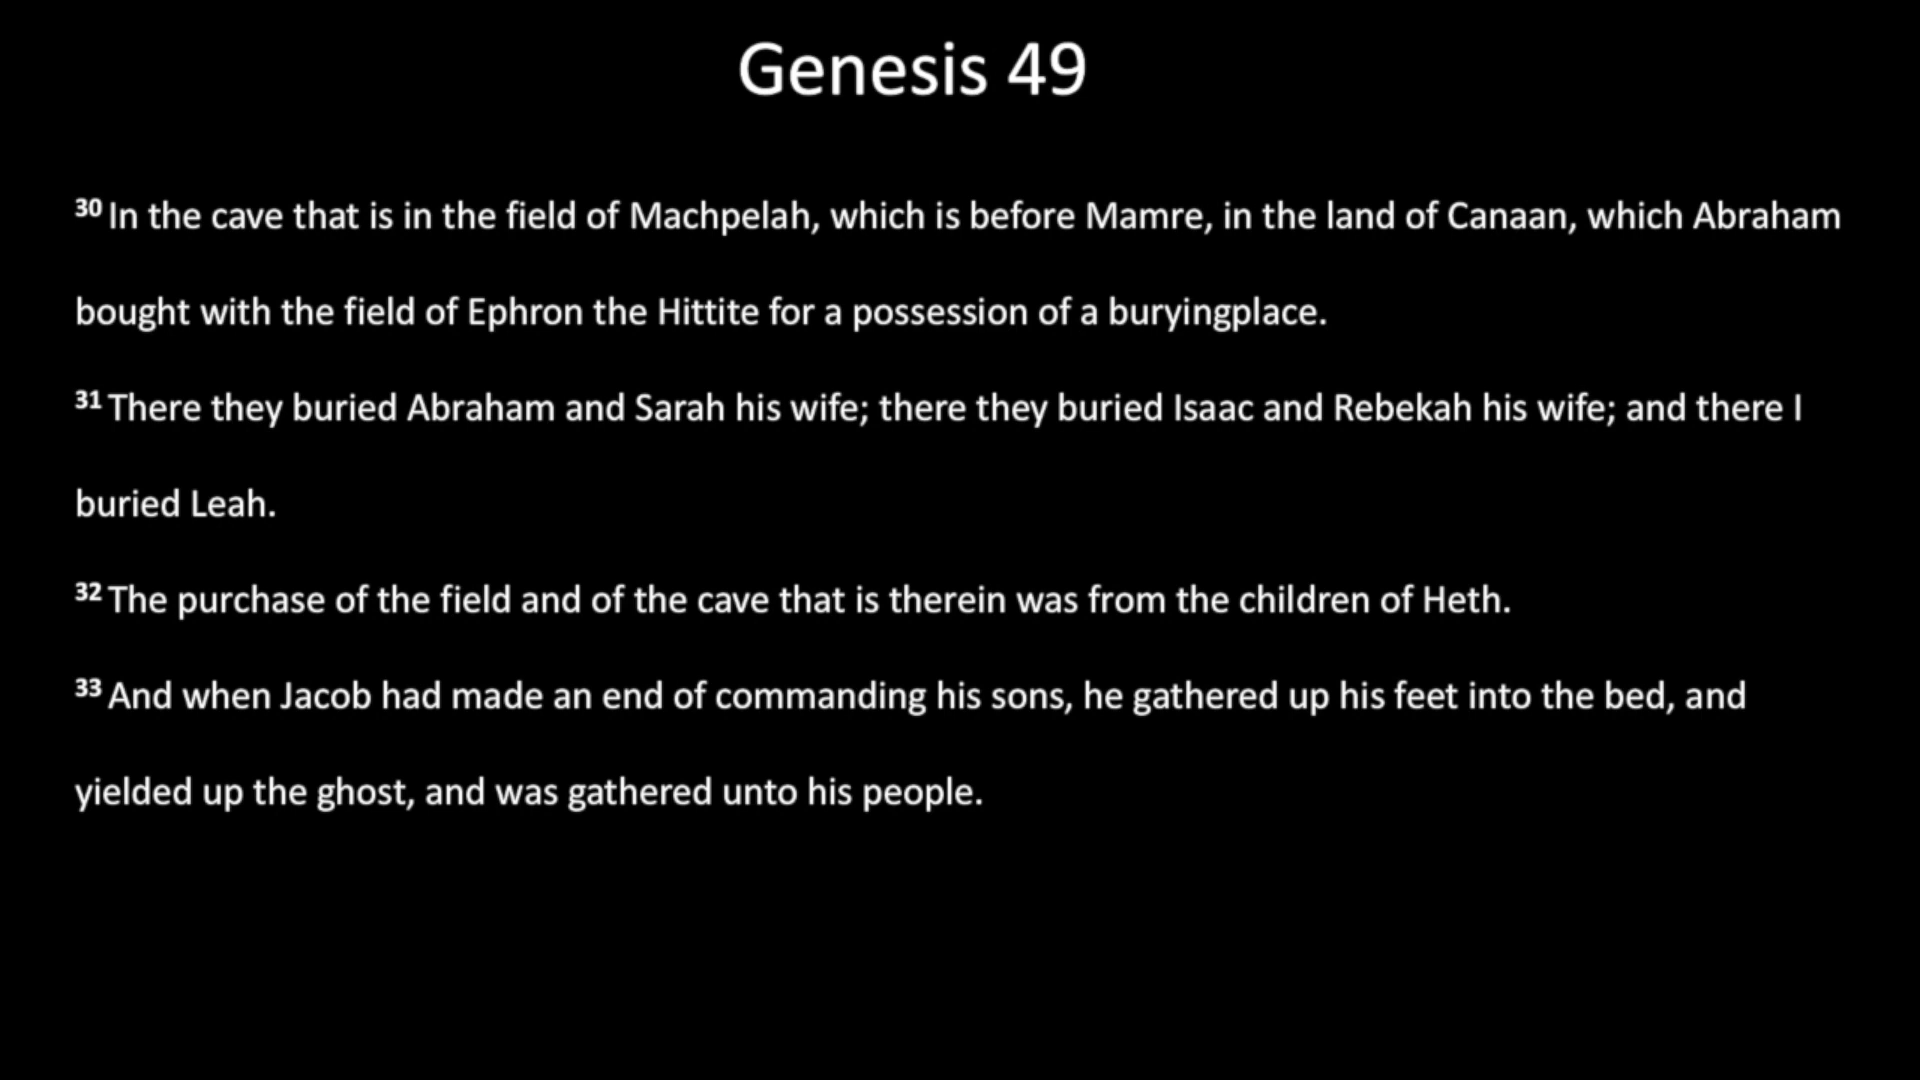 Genesis 49
30 In the cave that is in the field of Machpelah, which is before Mamre, in the land of Canaan, which Abraham
bought with the field of Ephron the Hittite for a possession of a buryingplace.
31 There they buried Abraham and Sarah his wife; there they buried Isaac and Rebekah his wife; and there I
buried Leah.
32 The purchase of the field and of the cave that is therein was from the children of Heth.
33 And when Jacob had made an end of commanding his sons, he gathered up his feet into the bed, and
yielded up the ghost, and was gathered unto his people.